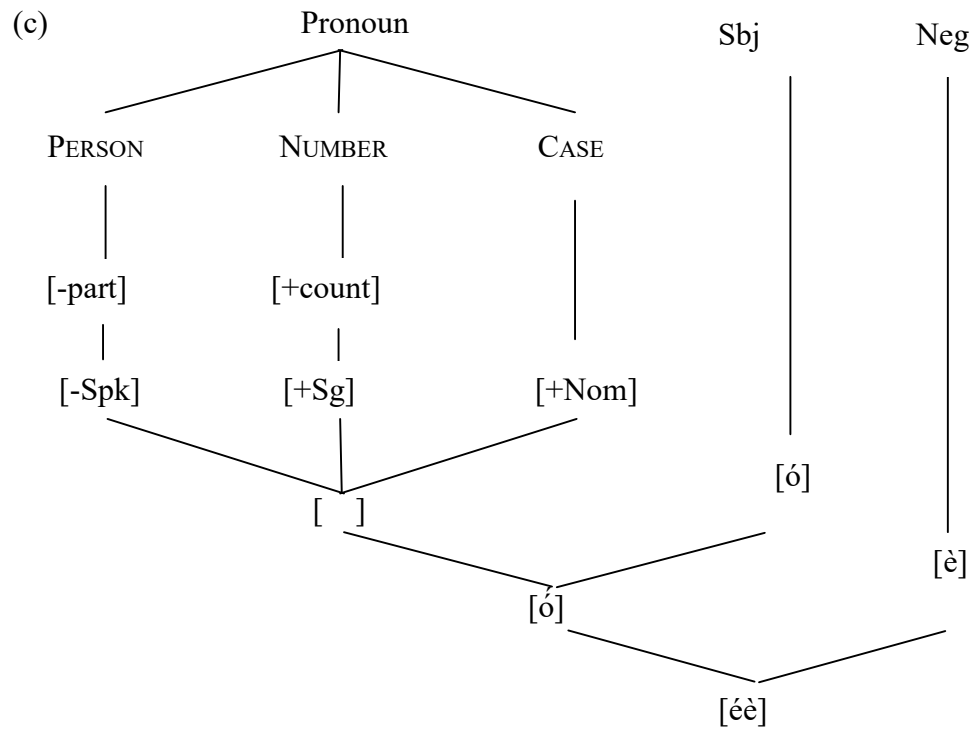 (c) Pronoun Sbj Neg
PERSON NUMBER CASE
[-part] [+count]
[-Spk] [+Sg] [+Nom]
[ó]
[ ]
[è]
[ó]
[éè]